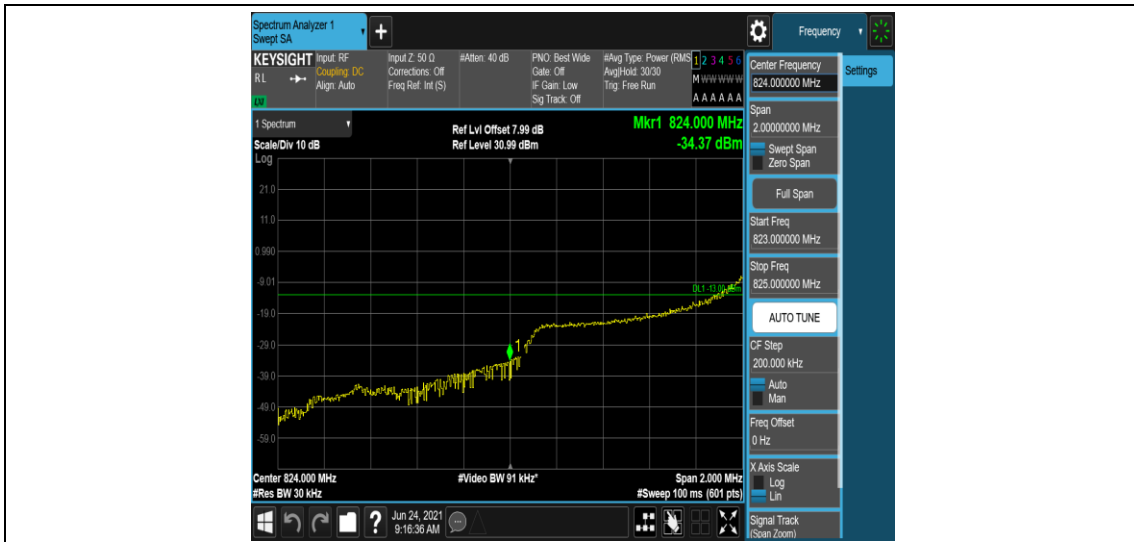 Spectrum Analyzer 1
Swept SA
Frequency
KEYSIGHT
RL
LXI
Input: RF
Coupling: DC
Align: Auto
Input Z: 50 Ω
Corrections: Off
Freq Ref: Int (S)
#Atten: 40 dB
PNO: Best Wide
Gate: Off
IF Gain: Low
Sig Track: Off
#Avg Type: Power (RMS
Avg|Hold: 30/30
Trig: Free Run
1 2 3 4 5 6
M W W W W W
A A A A A A
1 Spectrum
Scale/Div 10 dB
Ref Lvl Offset 7.99 dB
Ref Level 30.99 dBm
Mkr1 824.000 MHz
-34.37 dBm
Log
21.0
11.0
0.990
-9.01
-19.0
-29.0
-39.0
-49.0
-59.0
DL1 -13.00 dBm
1
Center 824.000 MHz
#Res BW 30 kHz
#Video BW 91 kHz*
Span 2.000 MHz
#Sweep 100 ms (601 pts)
Jun 24, 2021
9:16:36 AM
?
Center Frequency
824.000000 MHz
Settings
Span
2.00000000 MHz
Swept Span
Zero Span
Full Span
Start Freq
823.000000 MHz
Stop Freq
825.000000 MHz
AUTO TUNE
CF Step
200.000 kHz
Auto
Man
Freq Offset
0 Hz
X Axis Scale
Log
Lin
Signal Track
(Span Zoom)